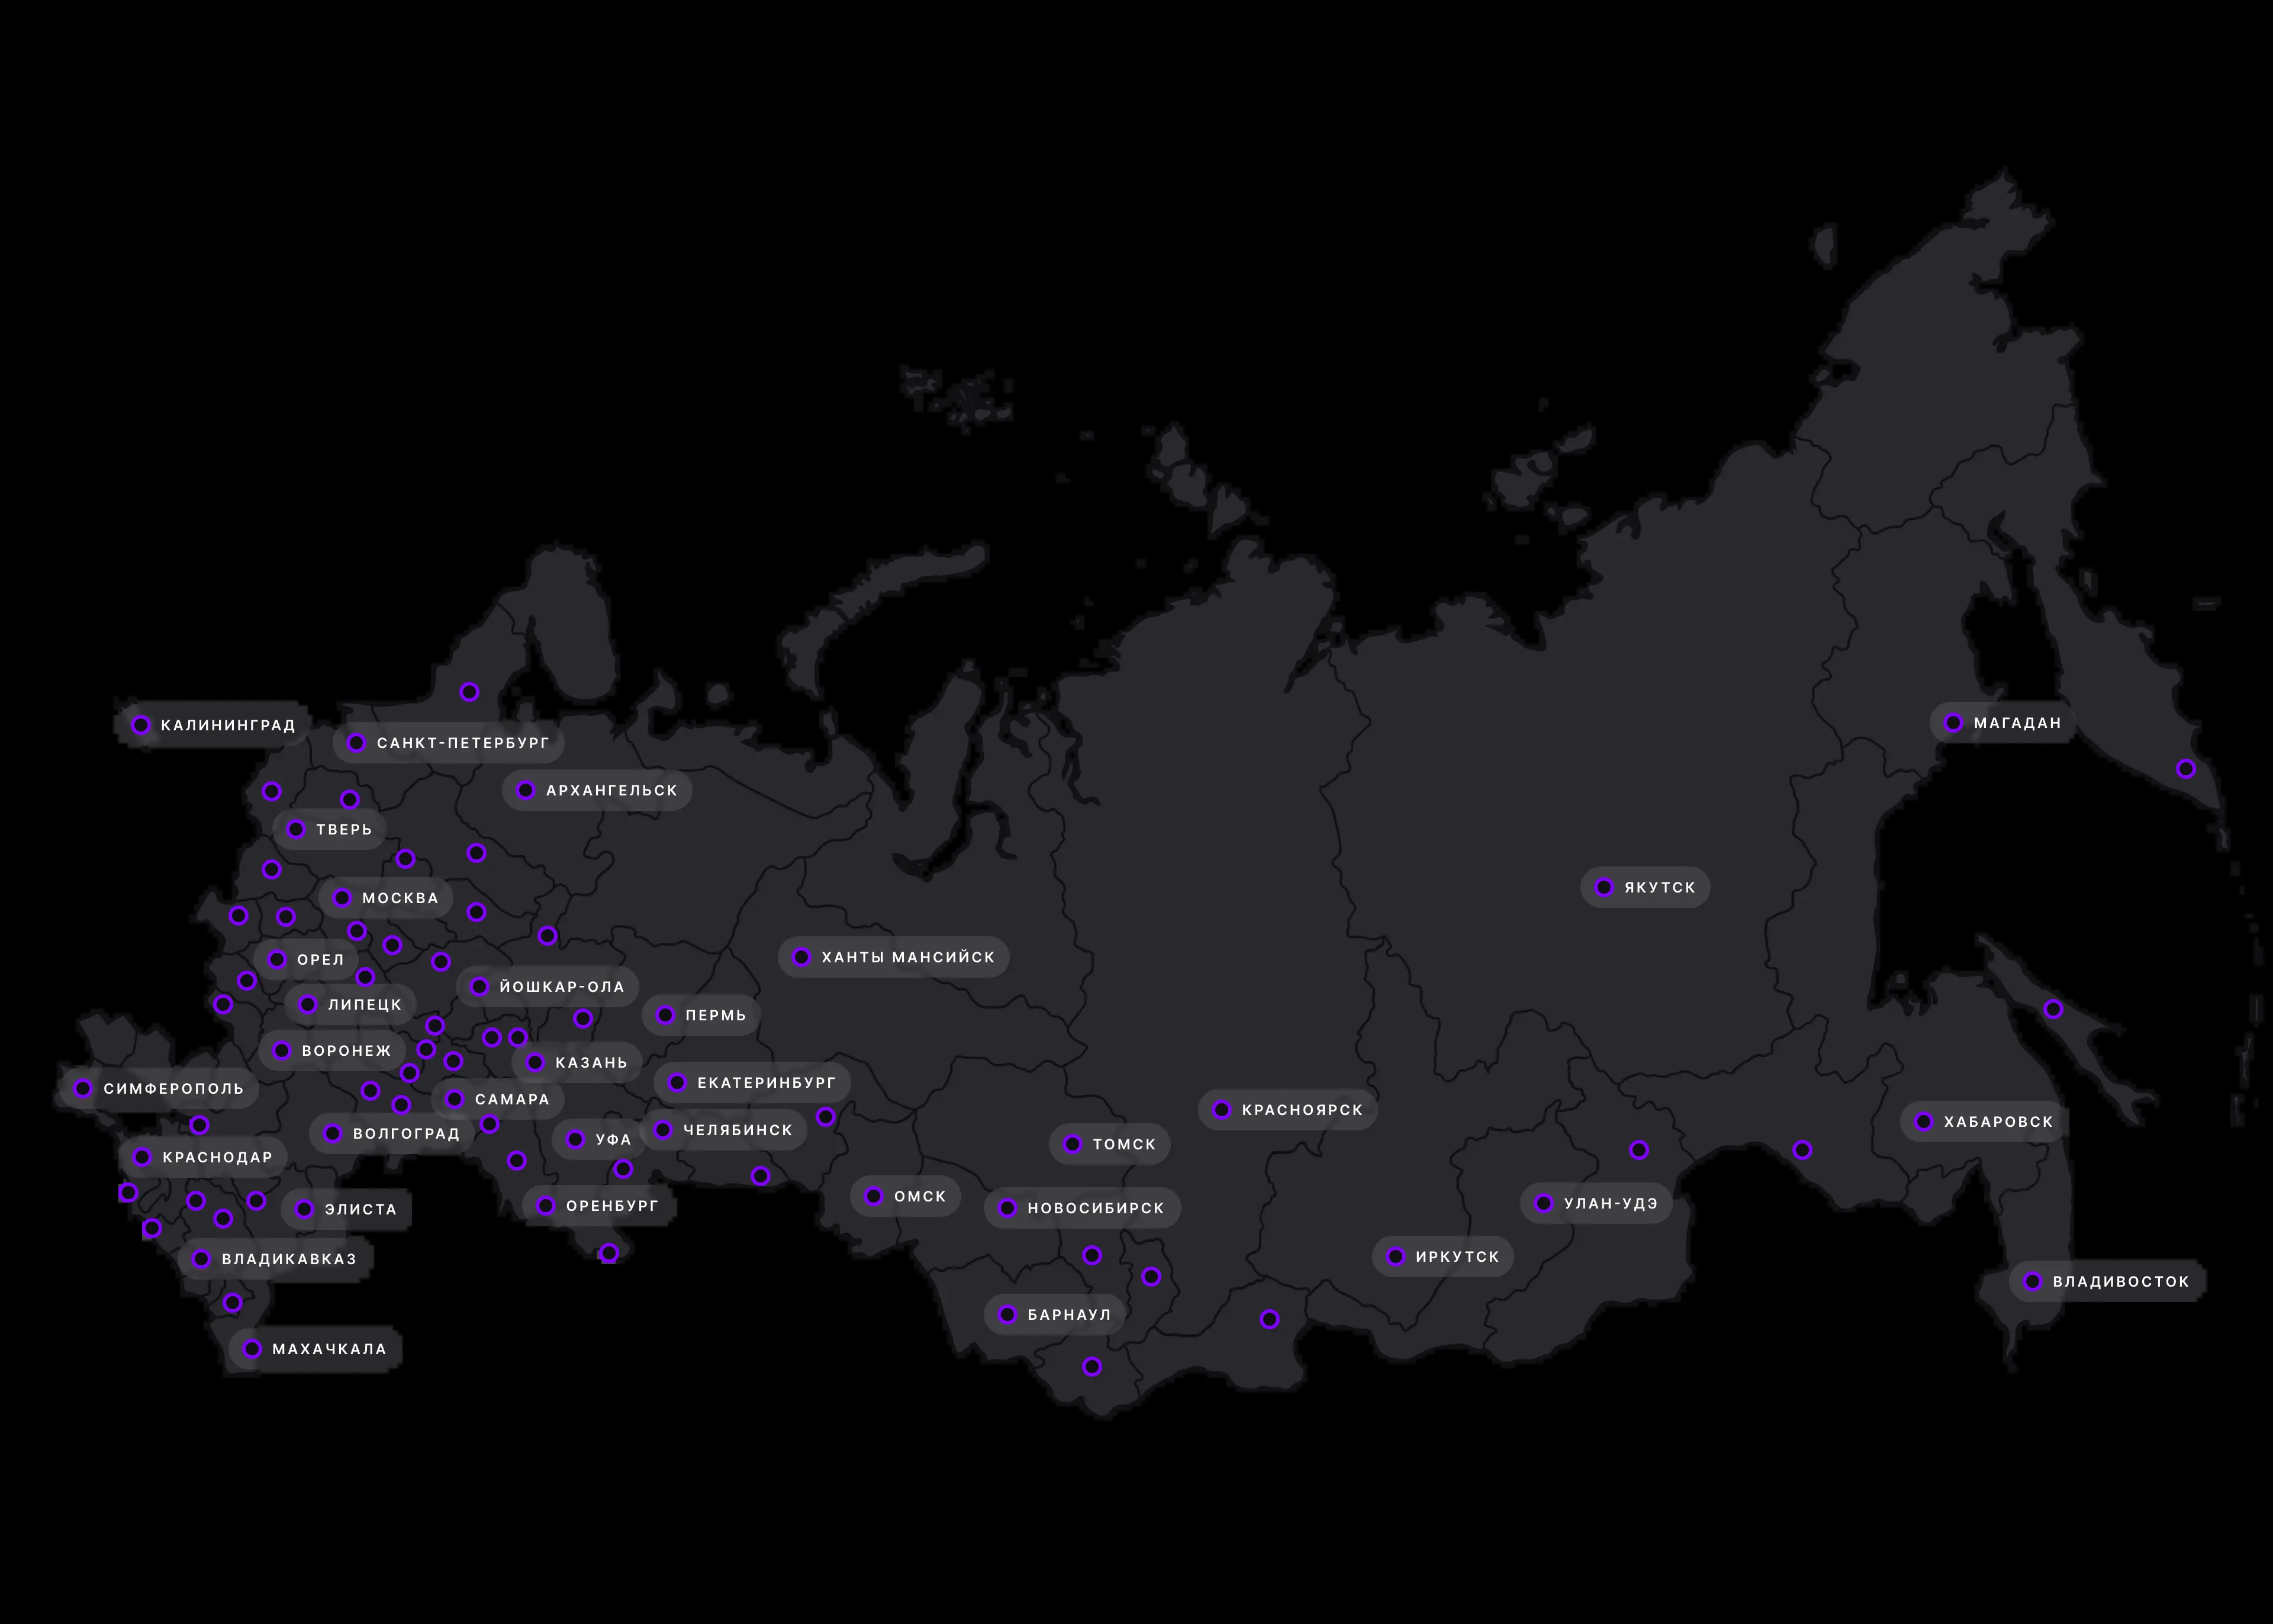 КАЛИНИНГРАД
САНКТ-ПЕТЕРБУРГ
МАГАДАН
АРХАНГЕЛЬСК
ТВЕРЬ
МОСКВА
ЯКУТСК
ОРЕЛ
ХАНТЫ МАНСИЙСК
ЙОШКАР-ОЛА
ЛИПЕЦК
ПЕРМЬ
ВОРОНЕЖ
КАЗАНЬ
ЕКАТЕРИНБУРГ
СИМФЕРОПОЛЬ
САМАРА
КРАСНОЯРСК
ХАБАРОВСК
ВОЛГОГРАД
УФА
ЧЕЛЯБИНСК
ТОМСК
КРАСНОДАР
ОМСК
ОРЕНБУРГ
НОВОСИБИРСК
УЛАН-УДЭ
ЭЛИСТА
ВЛАДИКАВКАЗ
ИРКУТСК
ВЛАДИВОСТОК
БАРНАУЛ
МАХАЧКАЛА